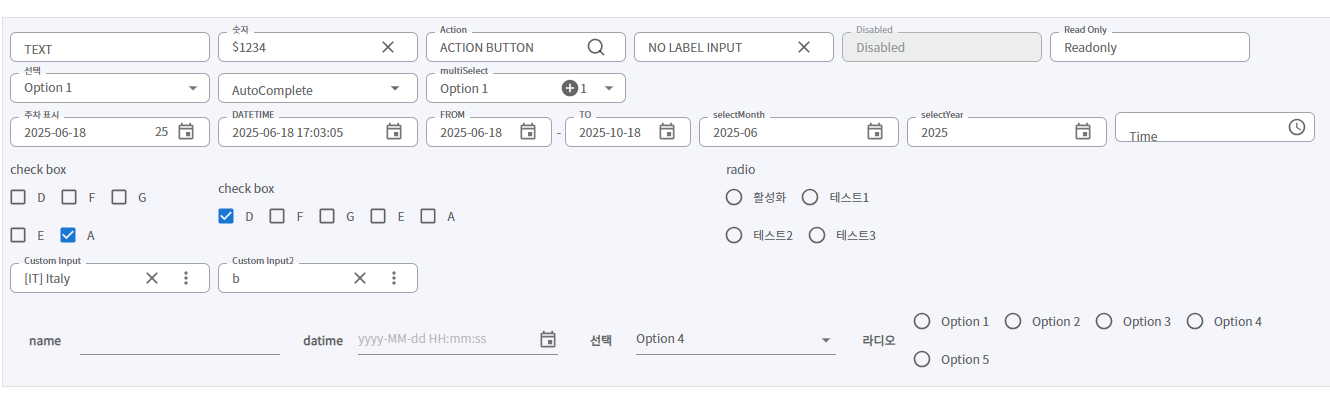 TEXT
숫자
$1234
Action
ACTION BUTTON
NO LABEL INPUT
Disabled
Disabled
Read Only
Readonly
선택
Option 1
AutoComplete
multiSelect
Option 1
1
주차 표시
2025-06-18
25
DATETIME
2025-06-18 17:03:05
FROM
2025-06-18
-
TO
2025-10-18
selectMonth
2025-06
selectYear
2025
Time
check box
D F G
E A
check box
D F G E A
radio
활성화 테스트1
테스트2 테스트3
Custom Input
[IT] Italy
Custom Input2
b
name
datime
yyyy-MM-dd HH:mm:ss
선택
Option 4
라디오
Option 1 Option 2 Option 3 Option 4
Option 5